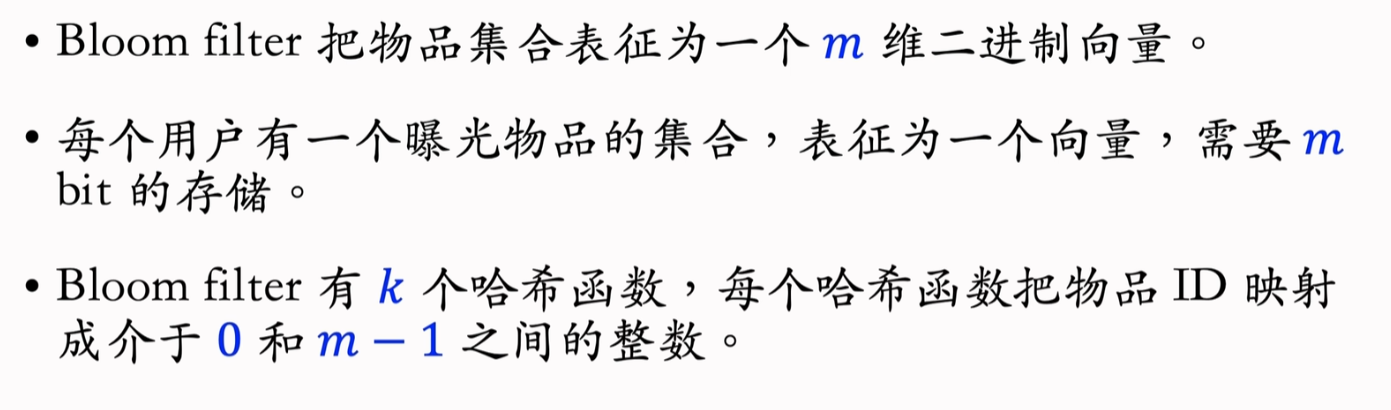 • Bloom filter 把物品集合表征为一个 m 维二进制向量。
• 每个用户有一个曝光物品的集合，表征为一个向量，需要 m
bit 的存储。
• Bloom filter 有 k 个哈希函数，每个哈希函数把物品 ID 映射
成介于 0 和 m − 1 之间的整数。